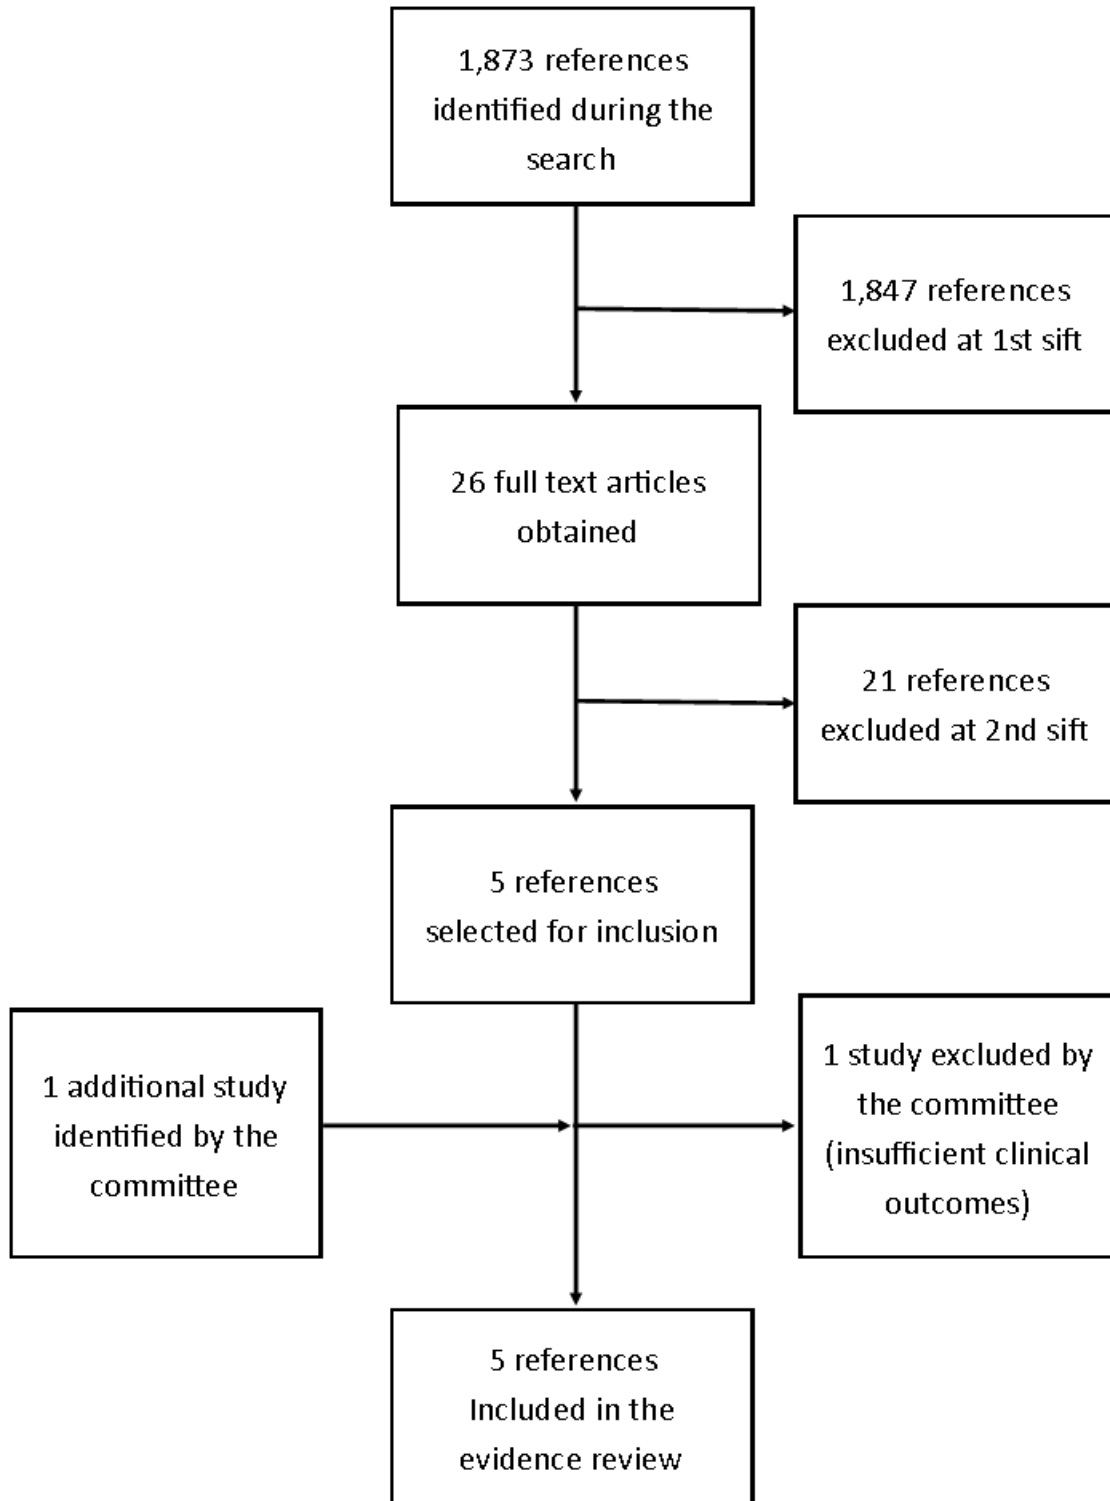 1,873 references
identified during the
search
1,847 references
excluded at 1st sift
26 full text articles
obtained
21 references
excluded at 2nd sift
5 references
selected for inclusion
1 additional study
identified by the
committee
1 study excluded by
the committee
(insufficient clinical
outcomes)
5 references
Included in the
evidence review